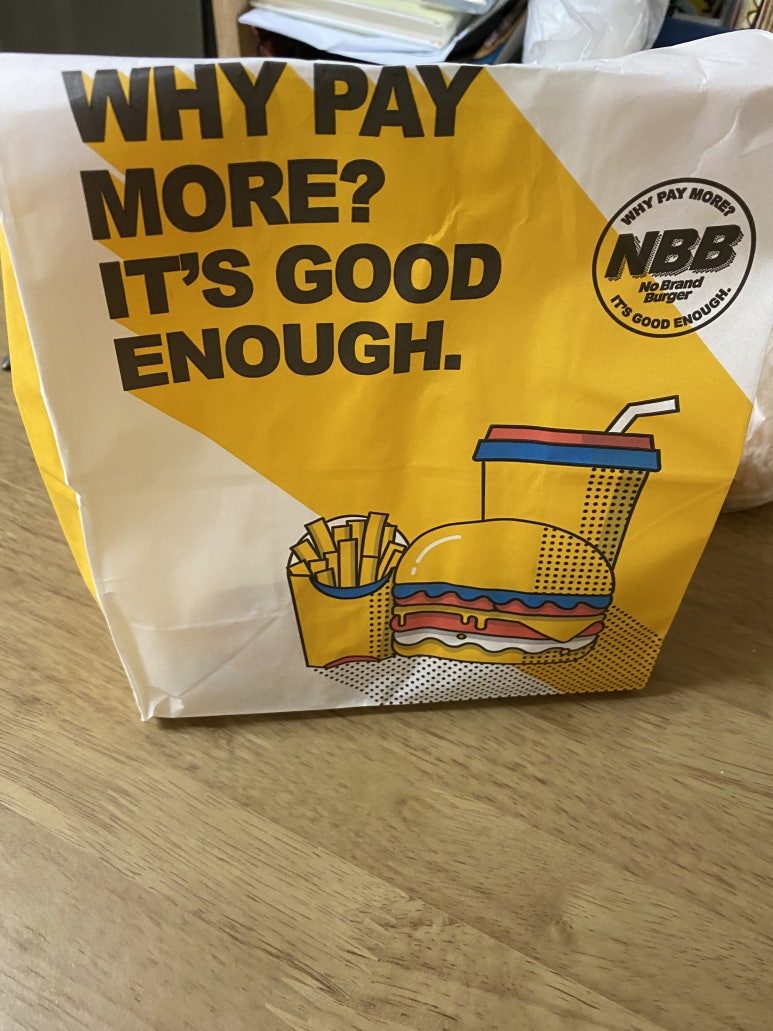 WHY PAY
MORE?
IT'S GOOD
ENOUGH.
WHY PAY MORE?
NBB
No Brand
Burger
IT'S GOOD ENOUGH.